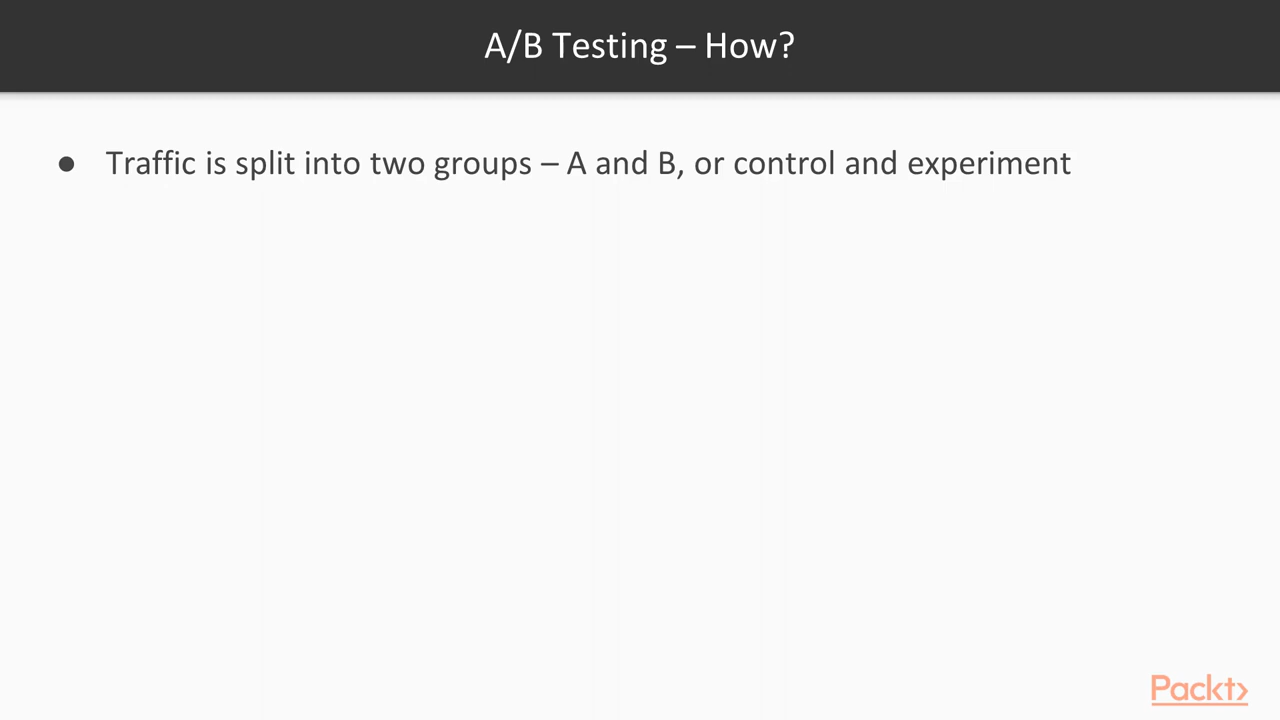 A/B Testing – How?
● Traffic is split into two groups – A and B, or control and experiment
Packt›